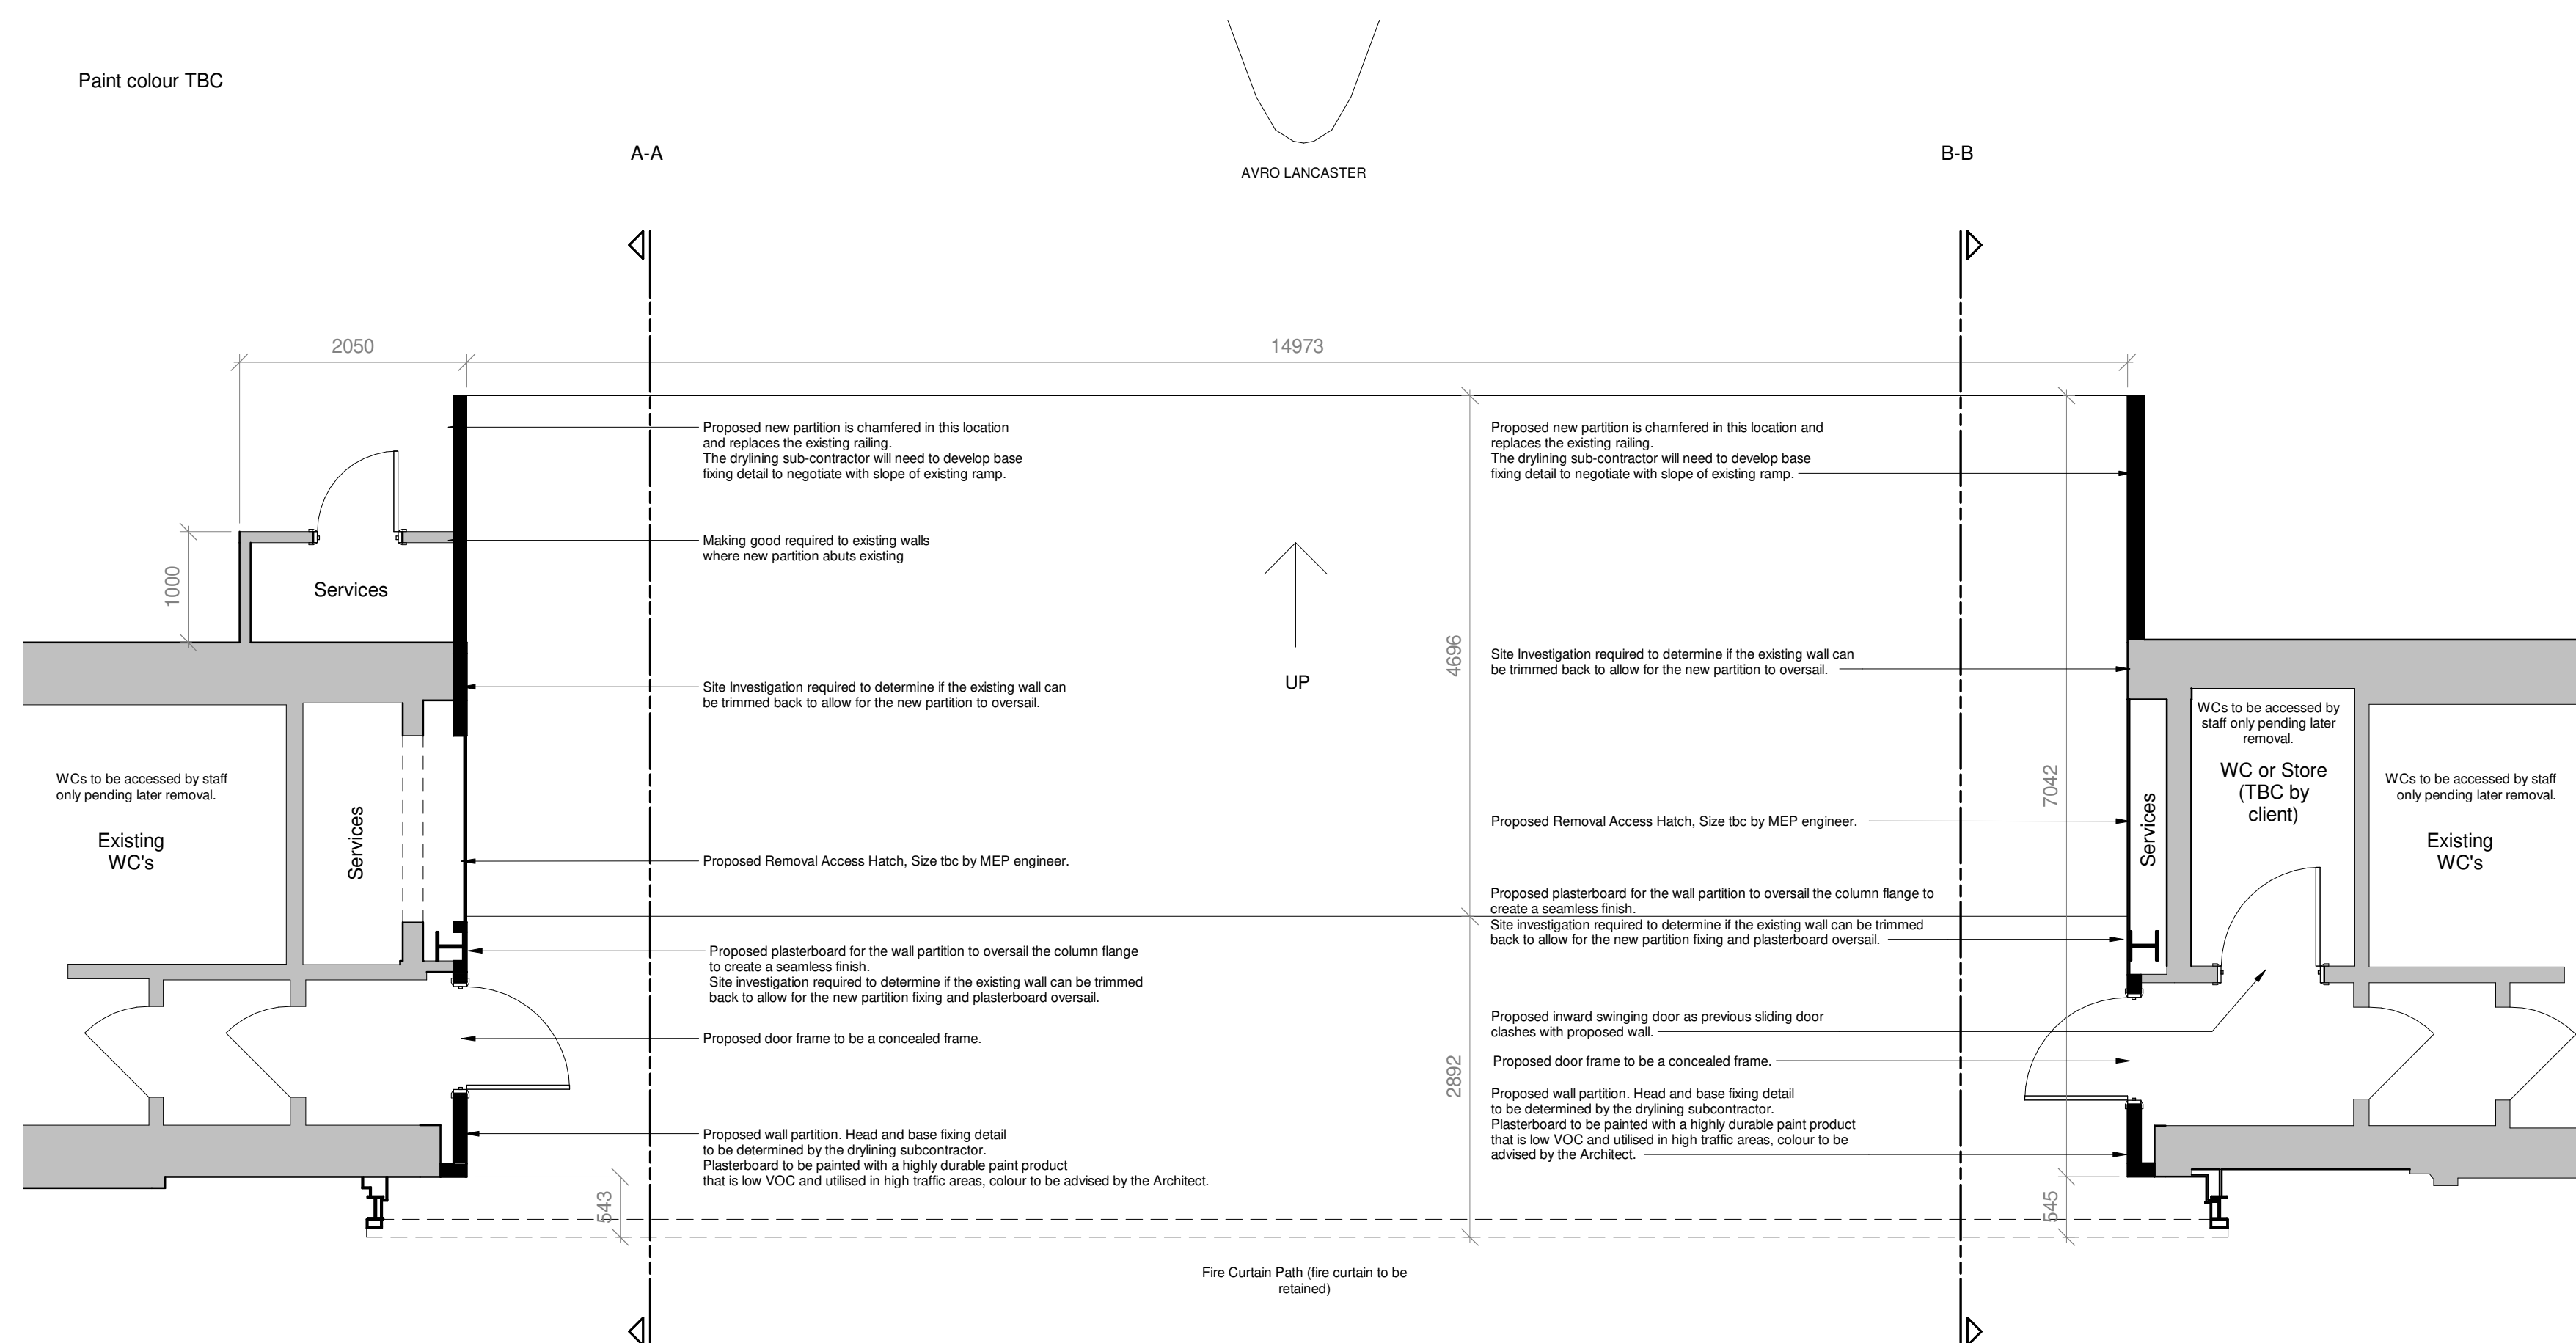 Paint colour TBC
AVRO LANCASTER
A-A
B-B
2050
14973
Proposed new partition is chamfered in this location
and replaces the existing railing.
The drylining sub-contractor will need to develop base
fixing detail to negotiate with slope of existing ramp.
Making good required to existing walls
where new partition abuts existing
Services
1000
Site Investigation required to determine if the existing wall can
be trimmed back to allow for the new partition to oversail.
WCs to be accessed by staff
only pending later removal.
Existing
WC's
Services
Proposed Removal Access Hatch, Size tbc by MEP engineer.
Proposed plasterboard for the wall partition to oversail the column flange
to create a seamless finish.
Site investigation required to determine if the existing wall can be trimmed
back to allow for the new partition fixing and plasterboard oversail.
Proposed door frame to be a concealed frame.
Proposed wall partition. Head and base fixing detail
to be determined by the drylining subcontractor.
Plasterboard to be painted with a highly durable paint product
that is low VOC and utilised in high traffic areas, colour to be advised by the Architect.
543
UP
4696
2892
Proposed new partition is chamfered in this location and
replaces the existing railing.
The drylining sub-contractor will need to develop base
fixing detail to negotiate with slope of existing ramp.
Site Investigation required to determine if the existing wall can
be trimmed back to allow for the new partition to oversail.
Proposed Removal Access Hatch, Size tbc by MEP engineer.
Proposed plasterboard for the wall partition to oversail the column flange to
create a seamless finish.
Site investigation required to determine if the existing wall can be trimmed
back to allow for the new partition fixing and plasterboard oversail.
Proposed inward swinging door as previous sliding door
clashes with proposed wall.
Proposed door frame to be a concealed frame.
Proposed wall partition. Head and base fixing detail
to be determined by the drylining subcontractor.
Plasterboard to be painted with a highly durable paint product
that is low VOC and utilised in high traffic areas, colour to be
advised by the Architect.
7042
545
Services
WCs to be accessed by
staff only pending later
removal.
WC or Store
(TBC by
client)
WCs to be accessed by staff
only pending later removal.
Existing
WC's
Fire Curtain Path (fire curtain to be
retained)